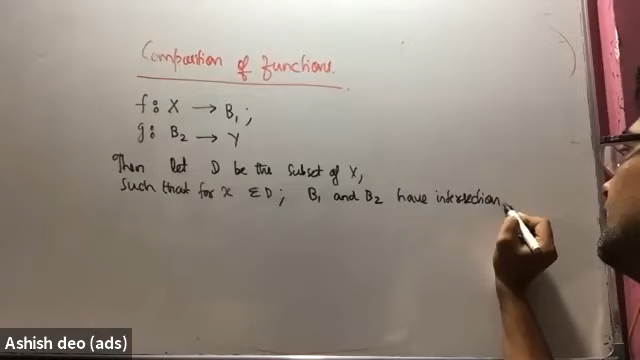 Composition of functions.
f: X → B₁;
g: B₂ → Y
Then let D be the subset of X,
Such that for x ∈ D; B₁ and B₂ have intersection
Ashish deo (ads)